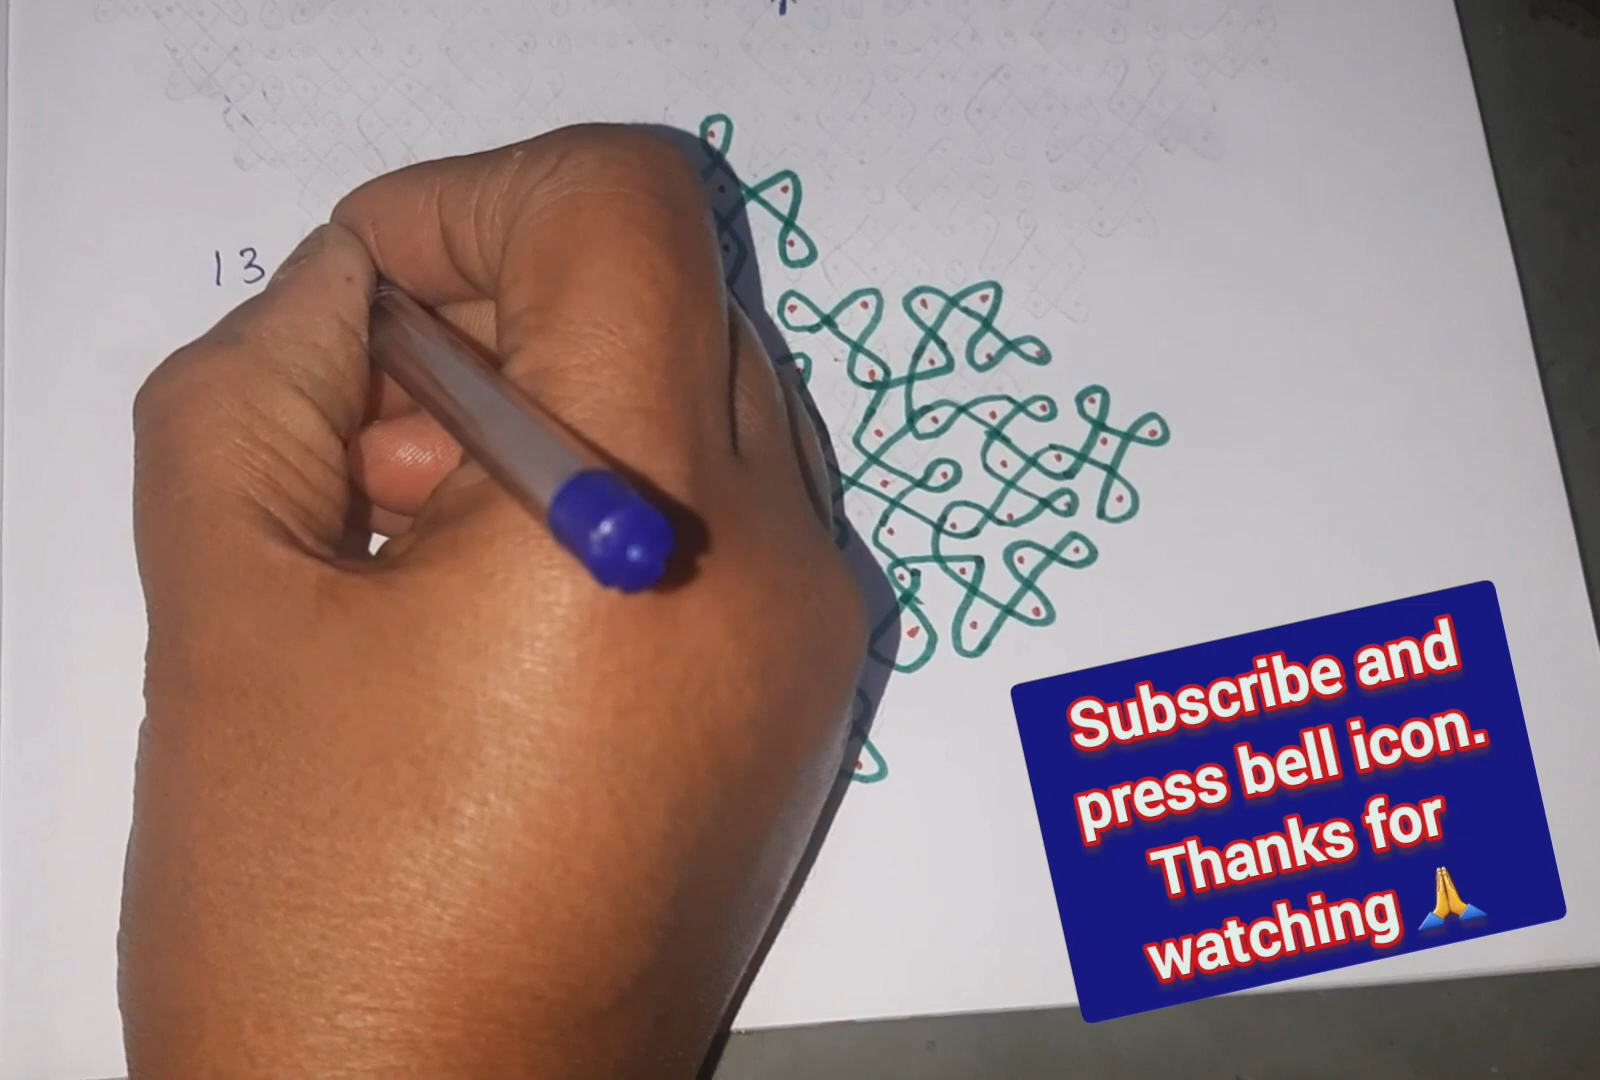 13
Subscribe and
press bell icon.
Thanks for
watching 🙏